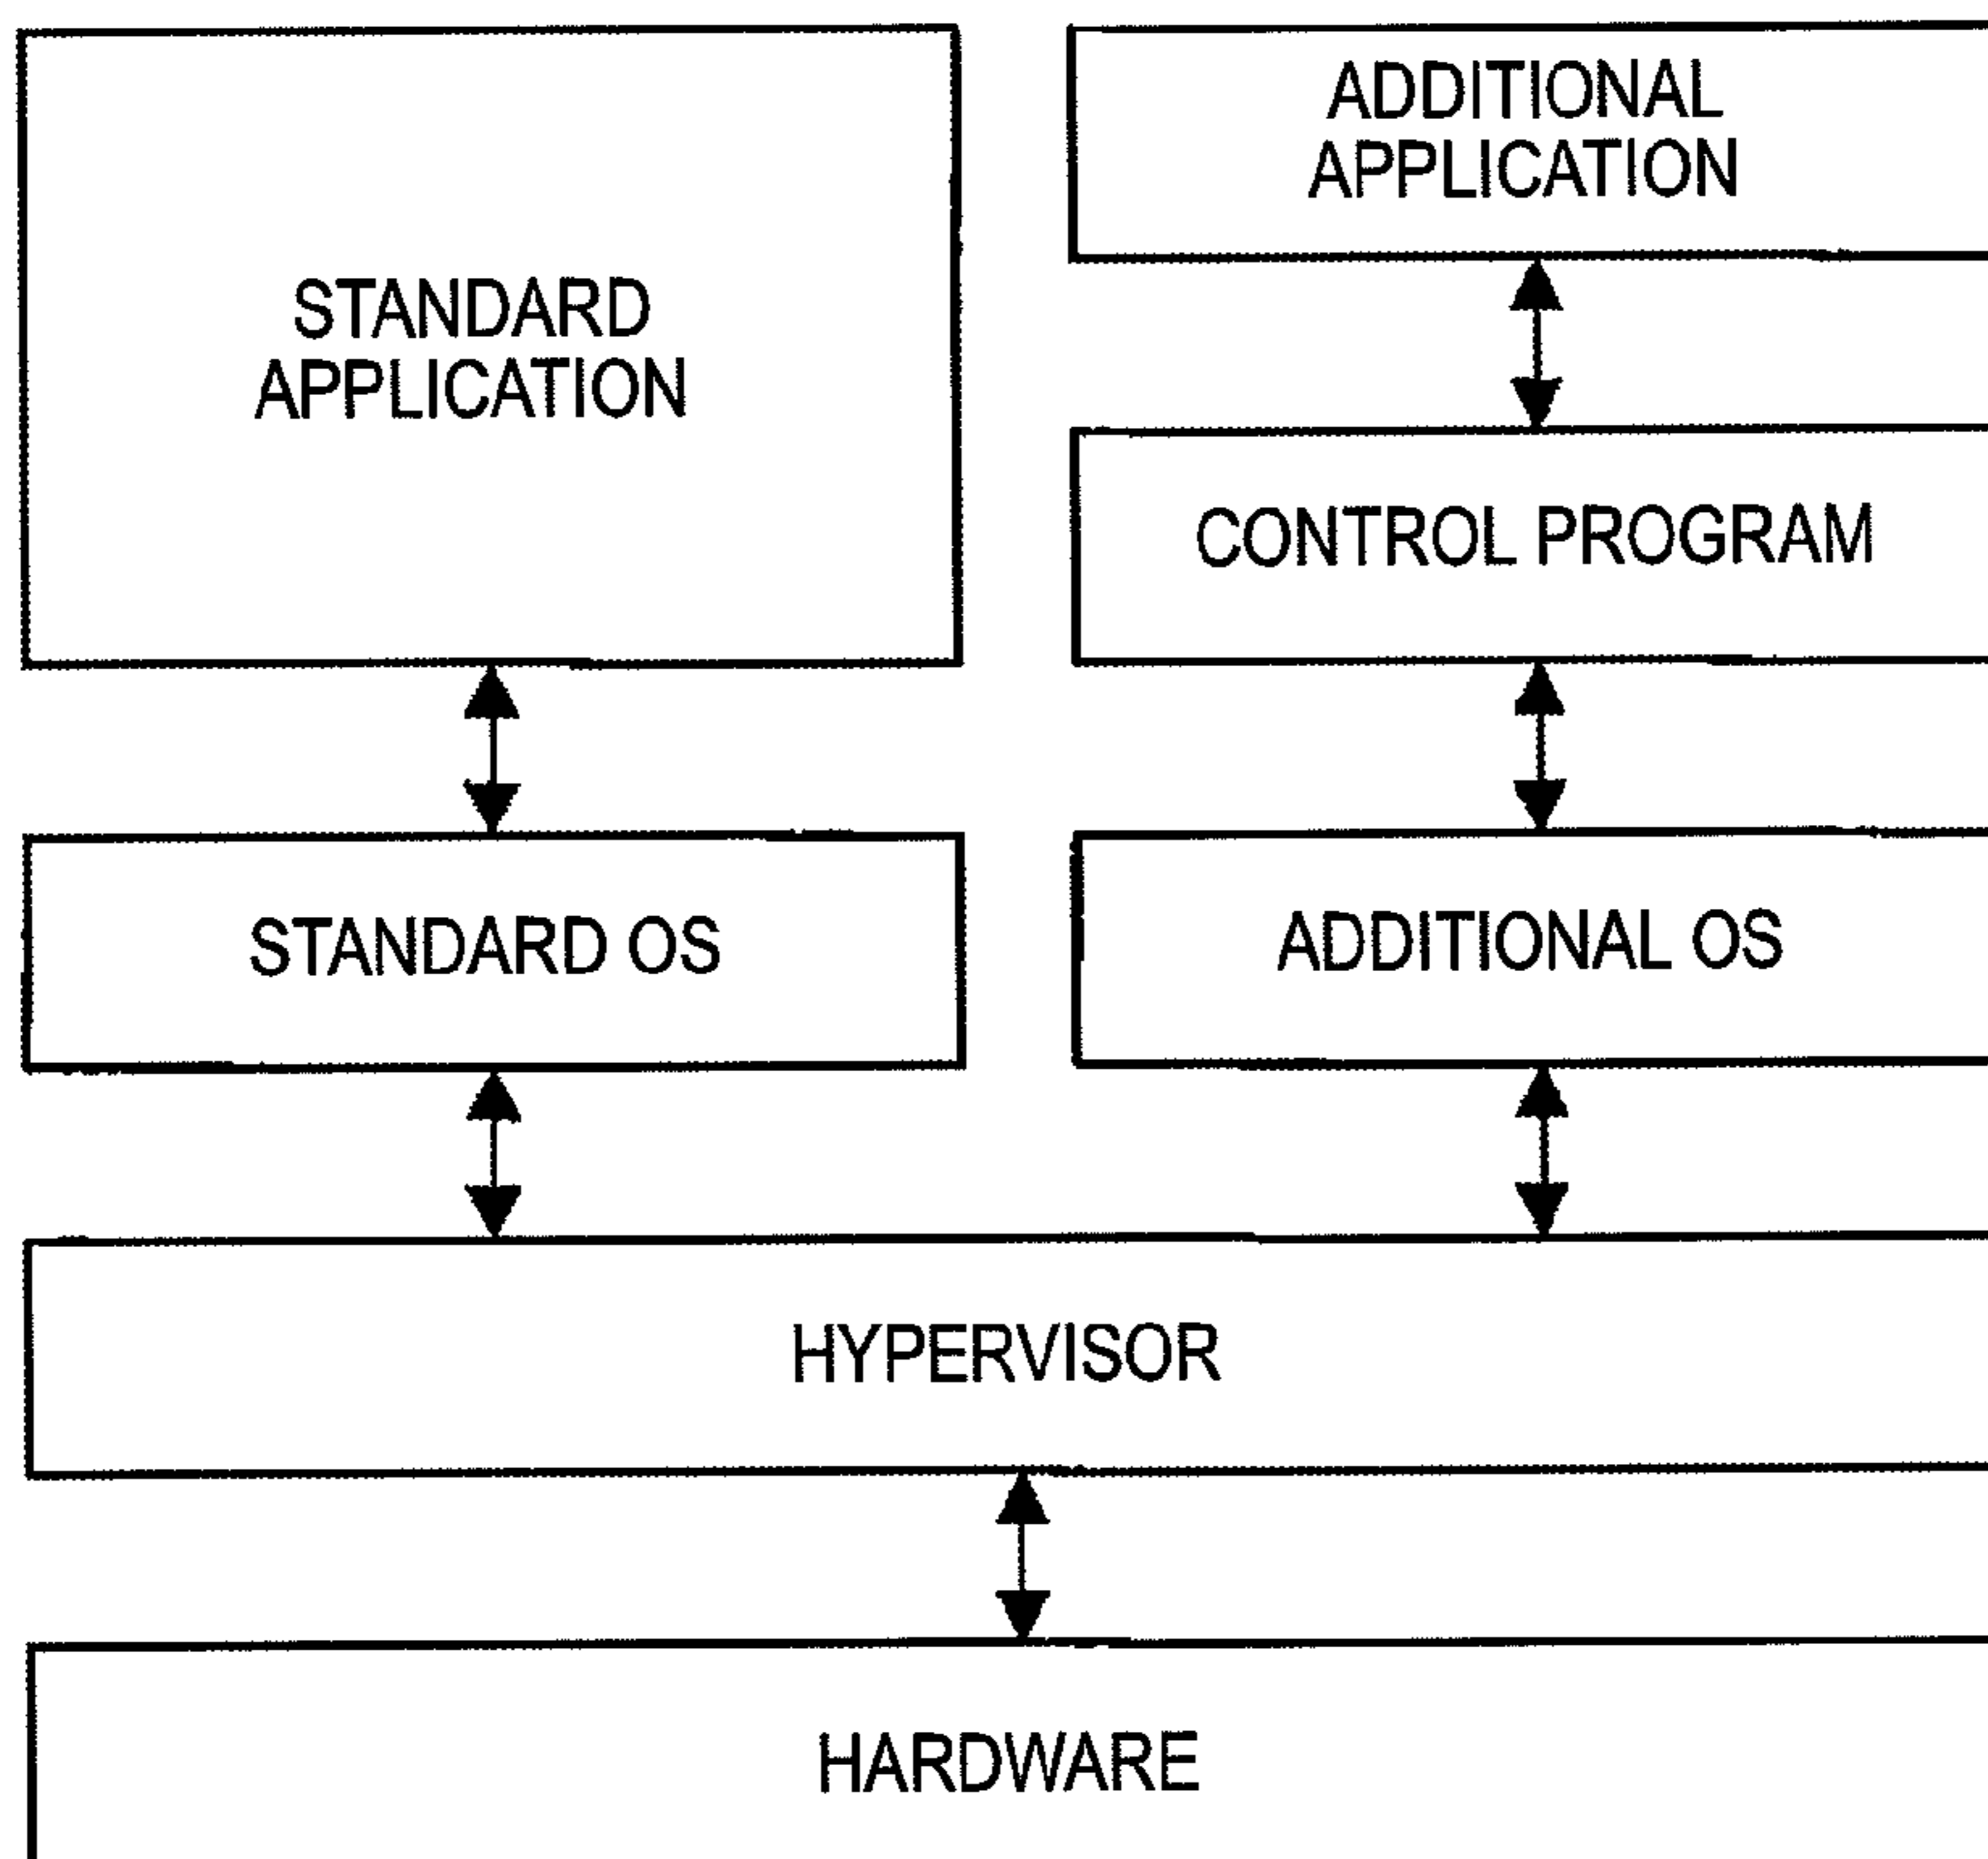 STANDARD
APPLICATION
ADDITIONAL
APPLICATION
CONTROL PROGRAM
STANDARD OS
ADDITIONAL OS
HYPERVISOR
HARDWARE